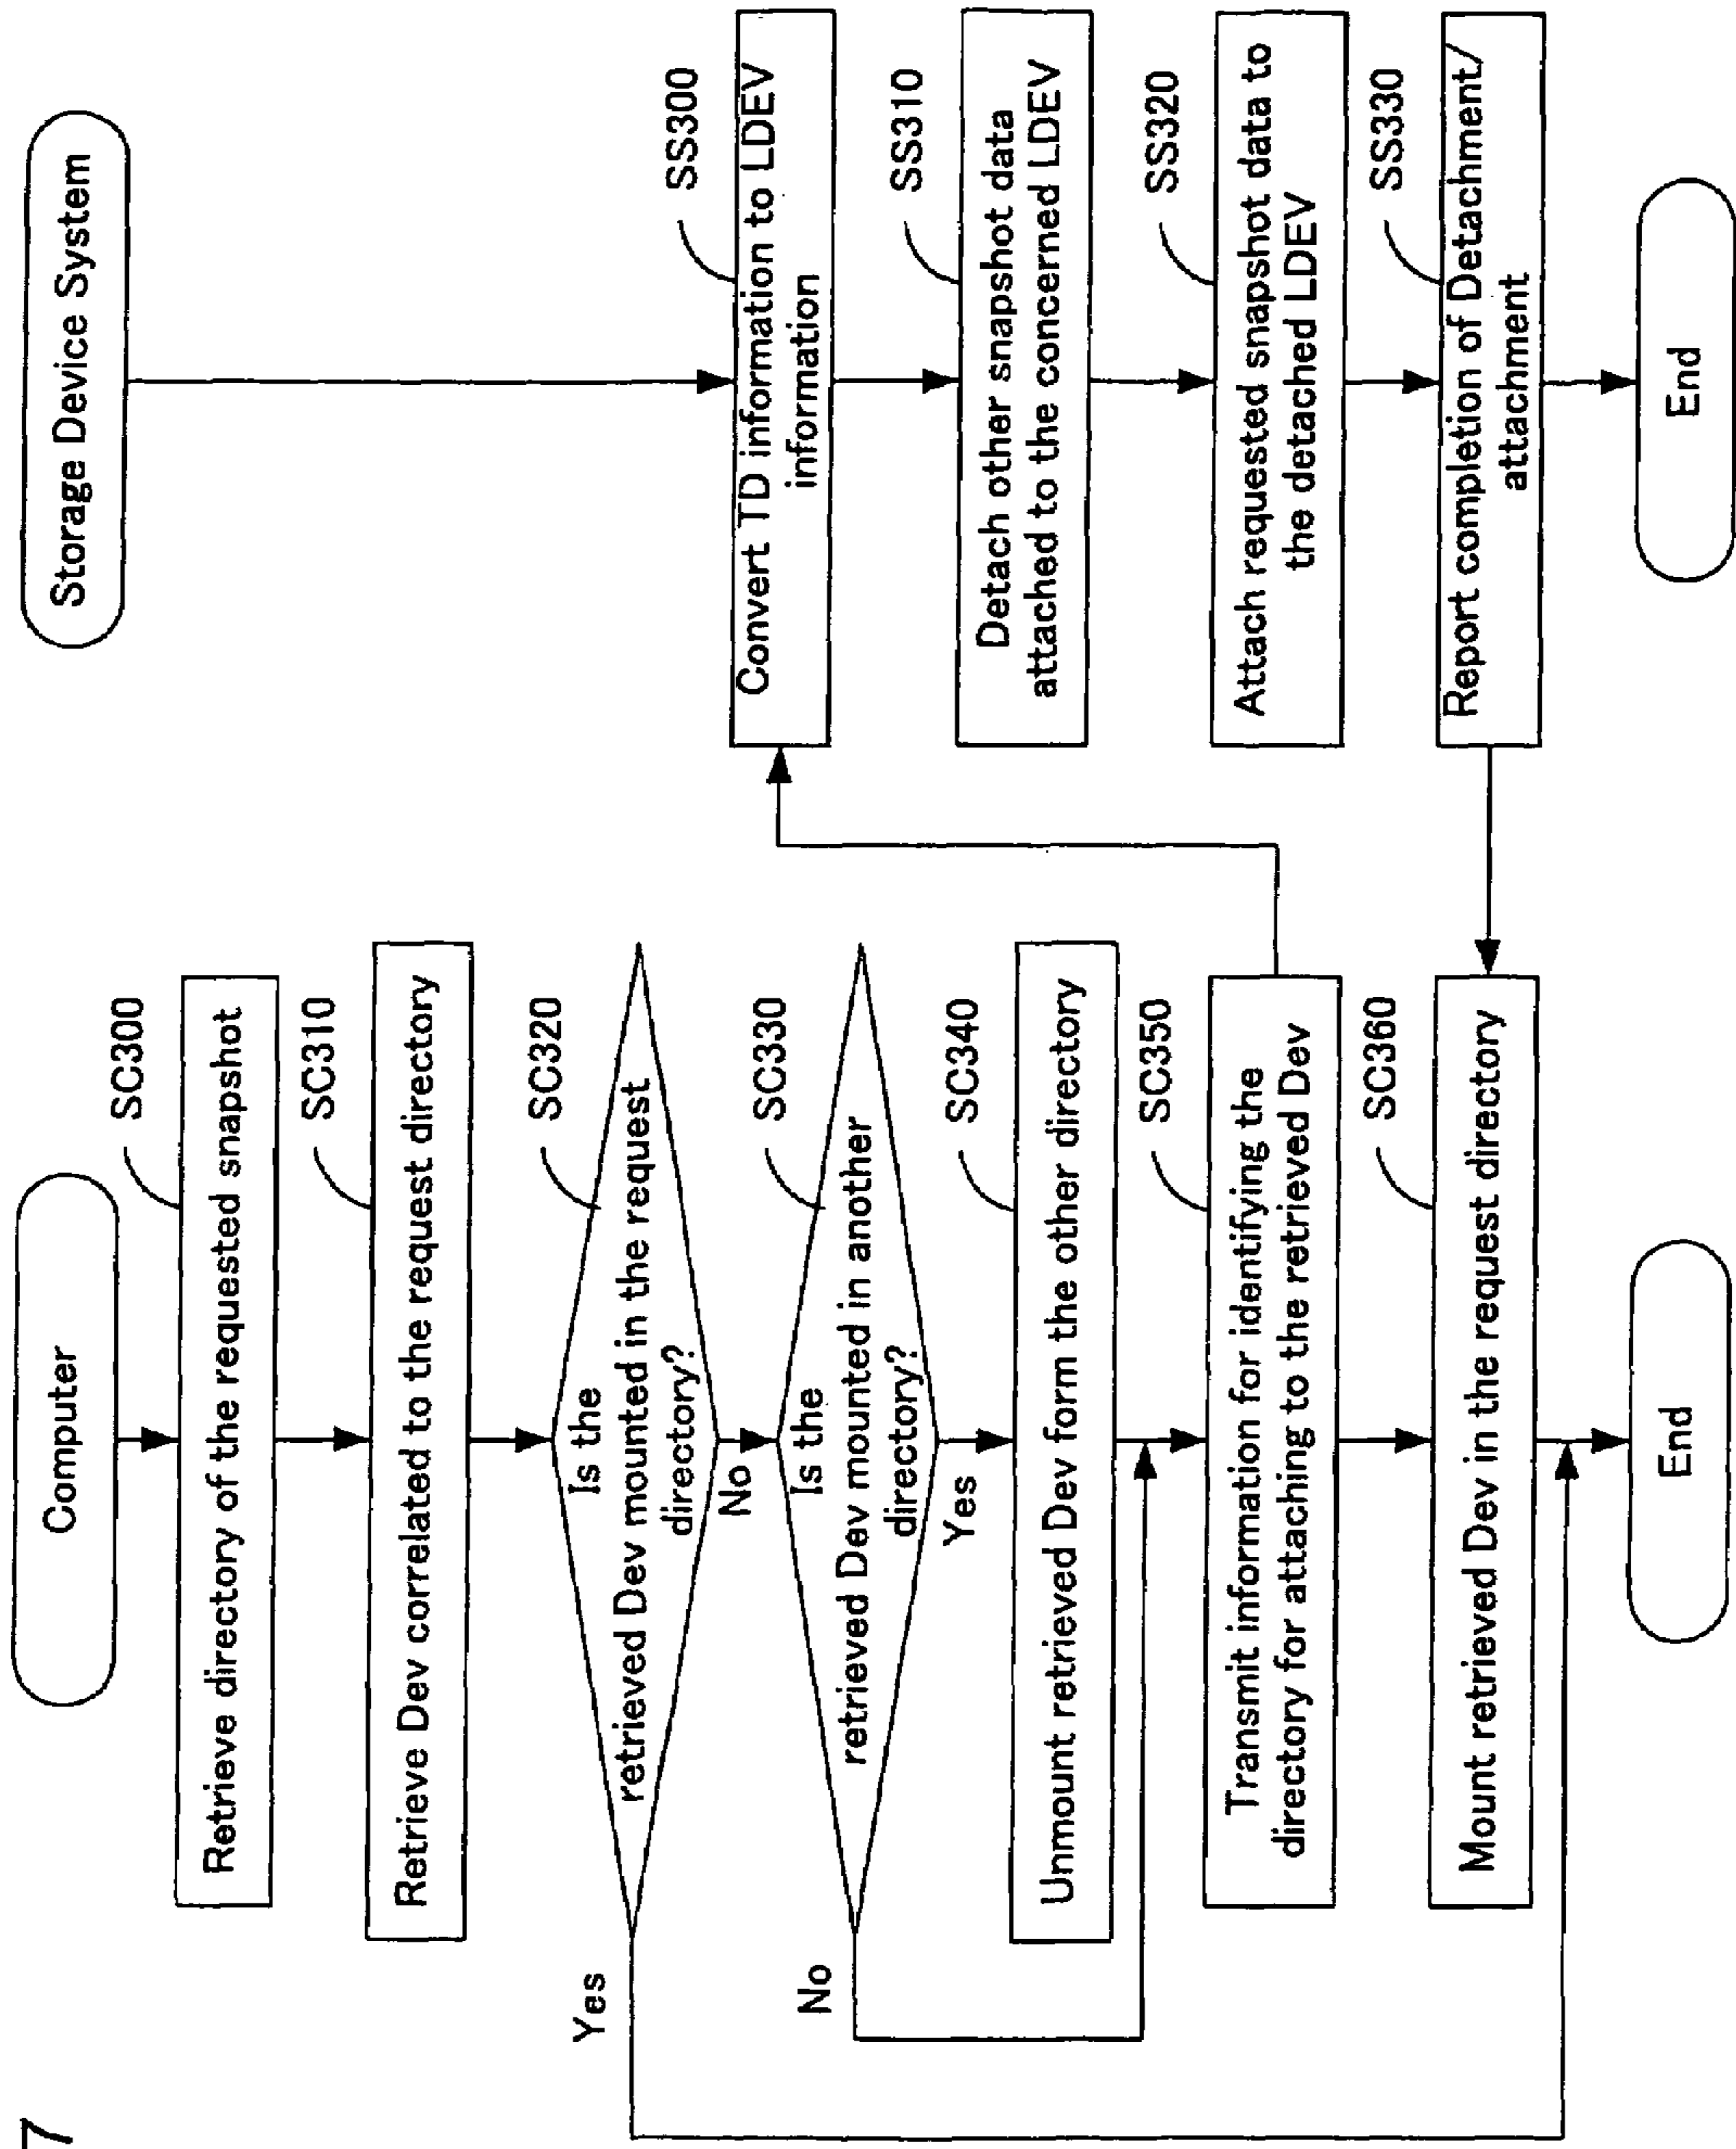 7
Computer
SC300
Retrieve directory of the requested snapshot
SC310
Retrieve Dev correlated to the request directory
SC320
Is the
retrieved Dev mounted in the request
directory?
Yes
No
SC330
Is the
retrieved Dev mounted in another
directory?
No
Yes
SC340
Unmount retrieved Dev form the other directory
SC350
Transmit information for identifying the
directory for attaching to the retrieved Dev
SC360
Mount retrieved Dev in the request directory
End
Storage Device System
SS300
Convert TD information to LDEV
information
SS310
Detach other snapshot data
attached to the concerned LDEV
SS320
Attach requested snapshot data to
the detached LDEV
SS330
Report completion of Detachment/
attachment
End